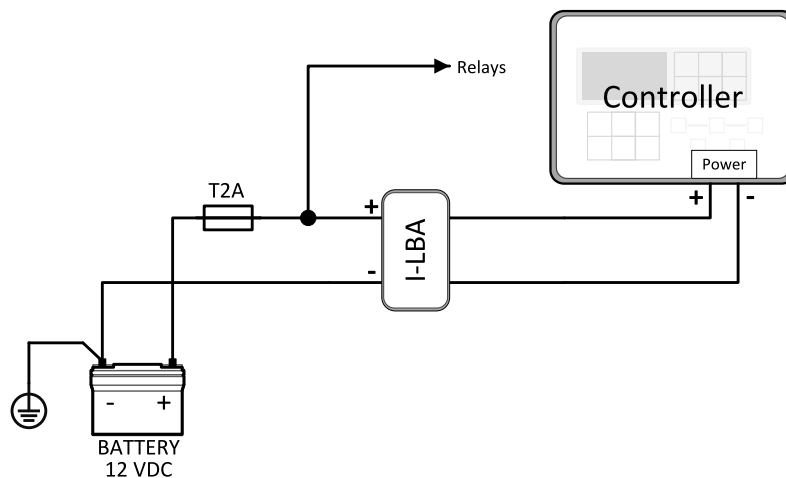 Relays
Controller
Power
T2A
+
-
+
-
I-LBA
-
+
BATTERY
12 VDC